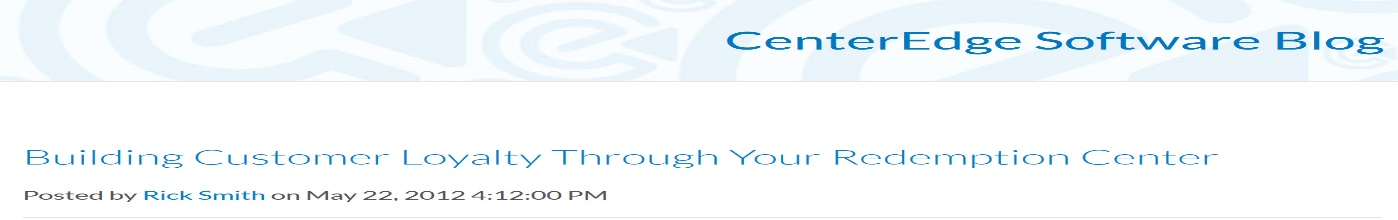 CenterEdge Software Blog
Building Customer Loyalty Through Your Redemption Center
Posted by Rick Smith on May 22, 2012 4:12:00 PM